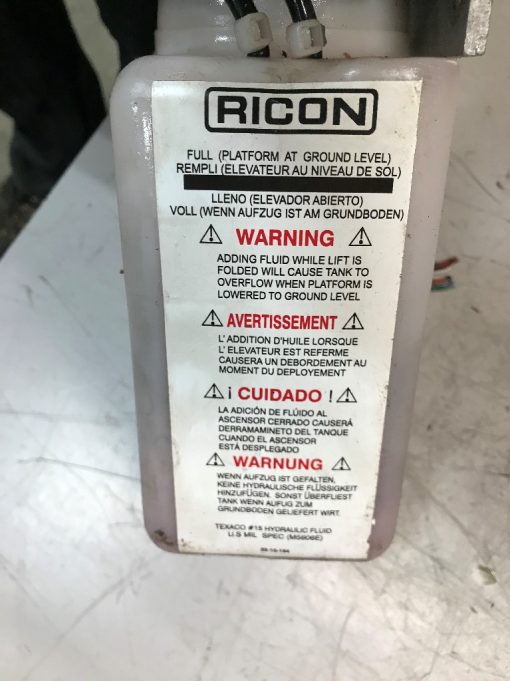 RICON
FULL (PLATFORM AT GROUND LEVEL)
REMPLI (ELEVATEUR AU NIVEAU DE SOL)
LLENO (ELEVADOR ABIERTO)
VOLL (WENN AUFZUG IST AM GRUNDBODEN)
⚠ WARNING ⚠
ADDING FLUID WHILE LIFT IS
FOLDED WILL CAUSE TANK TO
OVERFLOW WHEN PLATFORM IS
LOWERED TO GROUND LEVEL
⚠ AVERTISSEMENT ⚠
L' ADDITION D'HUILE LORSQUE
L' ELEVATEUR EST REFERME
CAUSERA UN DEBORDEMENT AU
MOMENT DU DEPLOYEMENT
⚠ ¡ CUIDADO ! ⚠
LA ADICIÓN DE FLÚIDO AL
ASCENSOR CERRADO CAUSERÁ
DERRAMAMINETO DEL TANQUE
CUANDO EL ASCENSOR
ESTÁ DESPLEGADO
⚠ WARNUNG ⚠
WENN AUFZUG IST GEFALTEN,
KEINE HYDRAULISCHE FLÜSSIGKEIT
HINZUFÜGEN. SONST ÜBERFLIEST
TANK WENN AUFUG ZUM
GRUNDBODEN GELIEFERT WIRT.
TEXACO #15 HYDRAULIC FLUID
U.S MIL SPEC (M5606E)